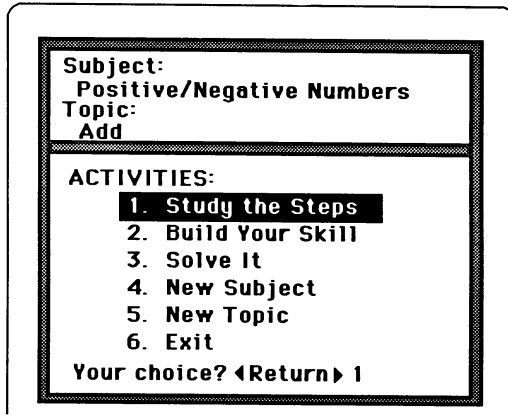 Subject:
Positive/Negative Numbers
Topic:
Add
ACTIVITIES:
1. Study the Steps
2. Build Your Skill
3. Solve It
4. New Subject
5. New Topic
6. Exit
Your choice? ◀Return▶ 1